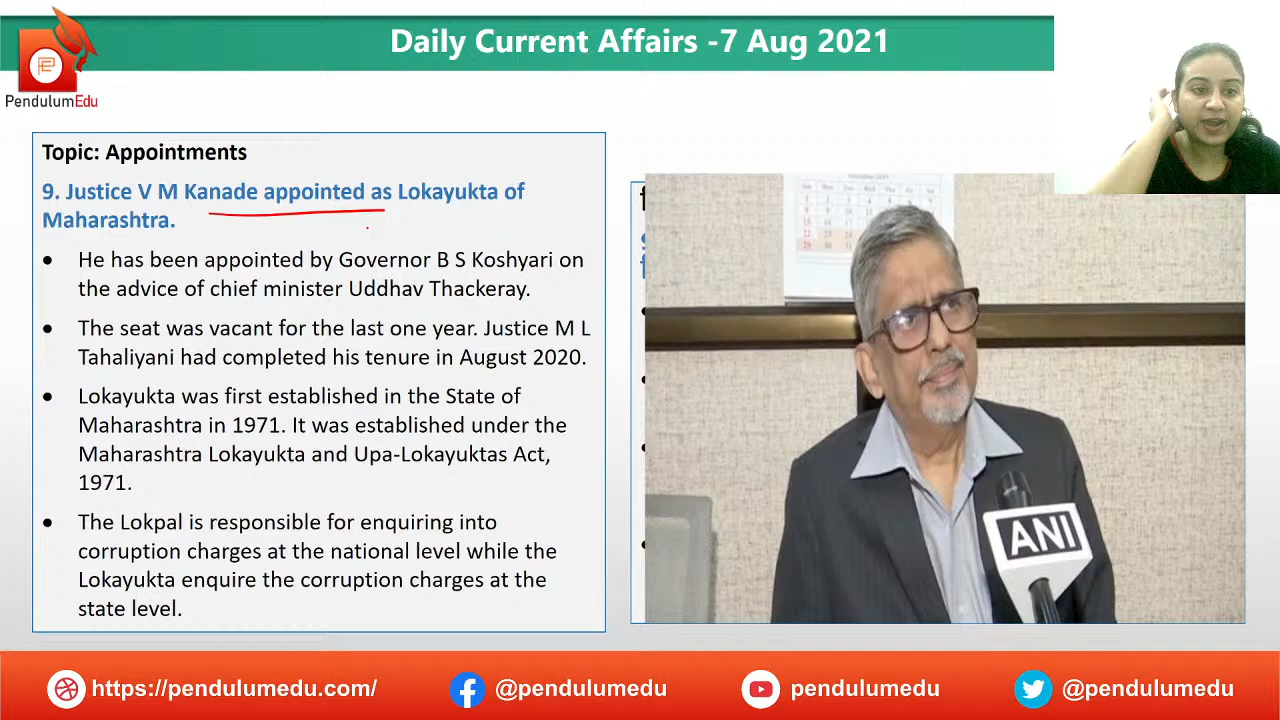 Daily Current Affairs -7 Aug 2021
PendulumEdu
Topic: Appointments
9. Justice V M Kanade appointed as Lokayukta of
Maharashtra.
• He has been appointed by Governor B S Koshyari on
the advice of chief minister Uddhav Thackeray.
• The seat was vacant for the last one year. Justice M L
Tahaliyani had completed his tenure in August 2020.
• Lokayukta was first established in the State of
Maharashtra in 1971. It was established under the
Maharashtra Lokayukta and Upa-Lokayuktas Act,
1971.
• The Lokpal is responsible for enquiring into
corruption charges at the national level while the
Lokayukta enquire the corruption charges at the
state level.
ANI
https://pendulumedu.com/
@pendulumedu
pendulumedu
@pendulumedu